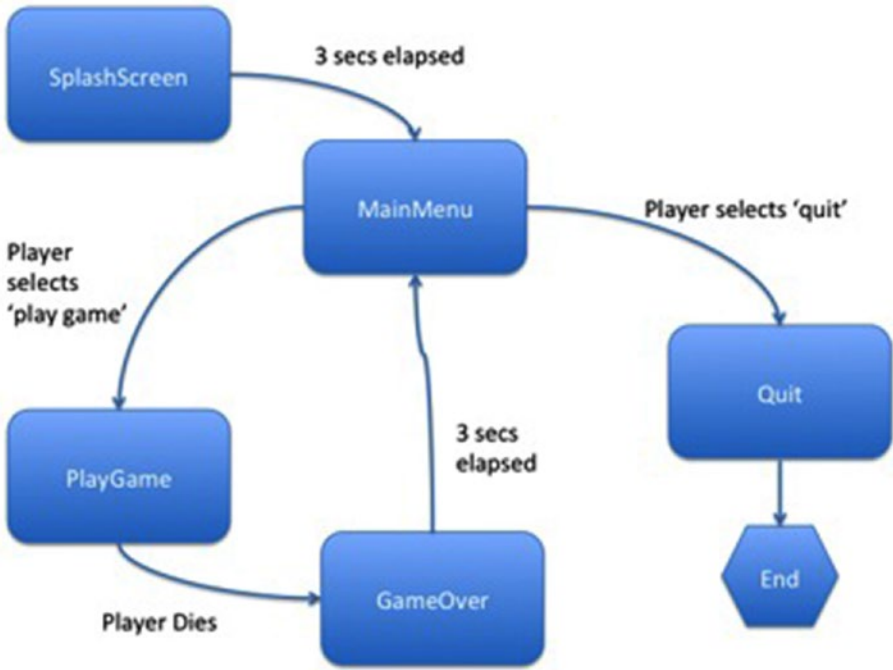 SplashScreen
3 secs elapsed
MainMenu
Player selects ‘quit’
Player
selects
‘play game’
Quit
PlayGame
3 secs
elapsed
End
GameOver
Player Dies